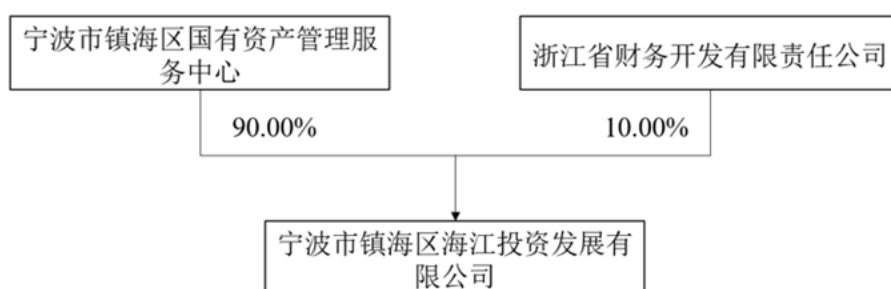 宁波市镇海区国有资产管理服
务中心
浙江省财务开发有限责任公司
90.00%
10.00%
宁波市镇海区海江投资发展有
限公司